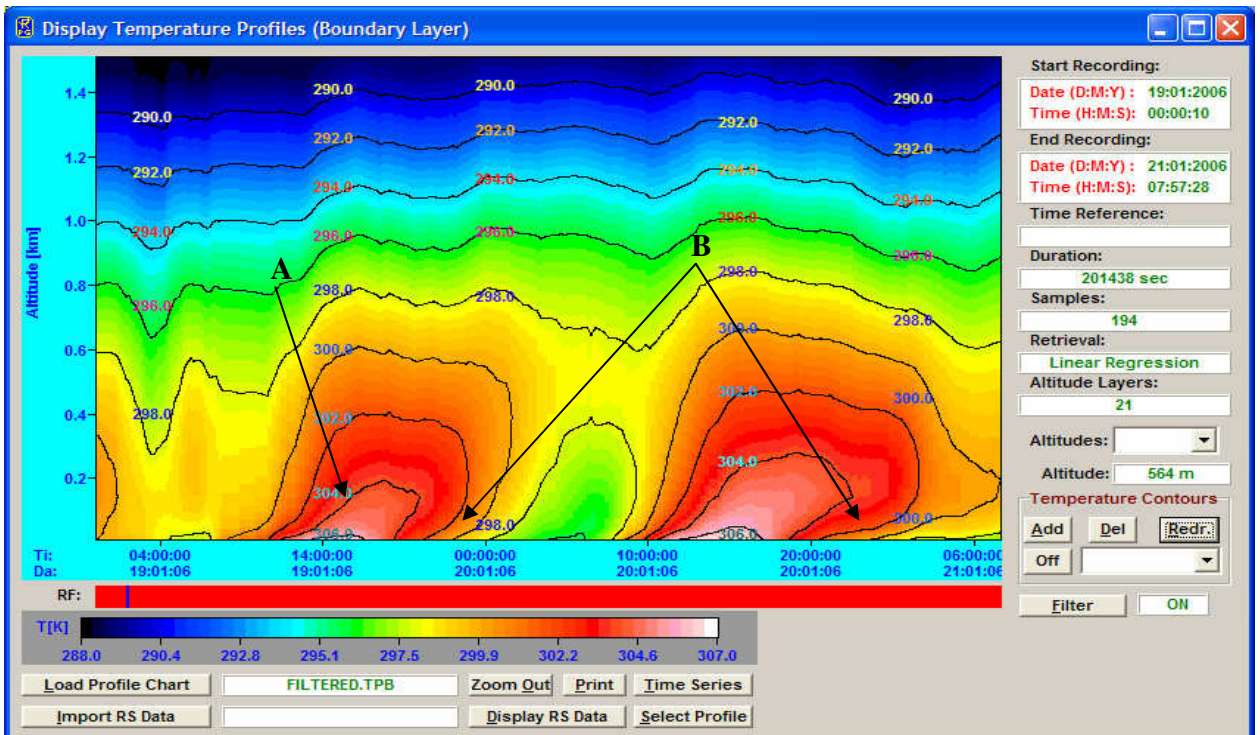 Display Temperature Profiles (Boundary Layer)
Altitude [km]
1.4
1.2
1.0
0.8
0.6
0.4
0.2
290.0 290.0 290.0 290.0
292.0 292.0 292.0 292.0 292.0
294.0 294.0 294.0 294.0 294.0
296.0 296.0 296.0 296.0 296.0
298.0 298.0 298.0 298.0 298.0 298.0
300.0 300.0 300.0 300.0
302.0 302.0
304.0 304.0
306.0 306.0
A
B
Ti: 04:00:00 14:00:00 00:00:00 10:00:00 20:00:00 06:00:00
Da: 19:01:06 19:01:06 20:01:06 20:01:06 20:01:06 21:01:06
RF:
T[K]
288.0 290.4 292.8 295.1 297.5 299.9 302.2 304.6 307.0
Load Profile Chart FILTERED.TPB Zoom Out Print Time Series
Import RS Data Display RS Data Select Profile
Start Recording:
Date (D:M:Y) : 19:01:2006
Time (H:M:S): 00:00:10
End Recording:
Date (D:M:Y) : 21:01:2006
Time (H:M:S): 07:57:28
Time Reference:
Duration:
201438 sec
Samples:
194
Retrieval:
Linear Regression
Altitude Layers:
21
Altitudes:
Altitude: 564 m
Temperature Contours
Add Del Redr.
Off
Filter ON